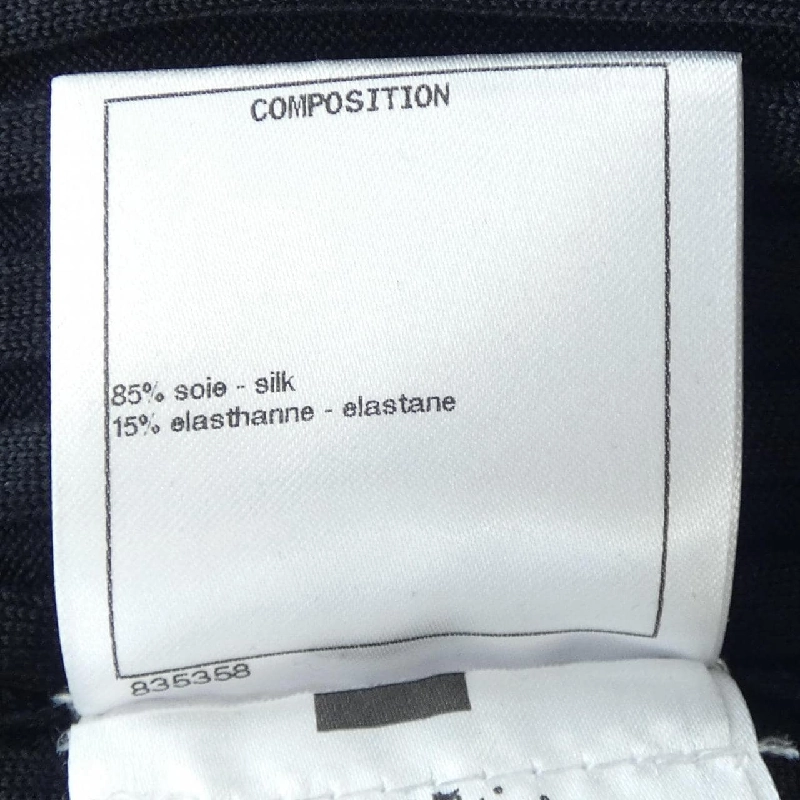 COMPOSITION
85% soie - silk
15% elasthanne - elastane
835358